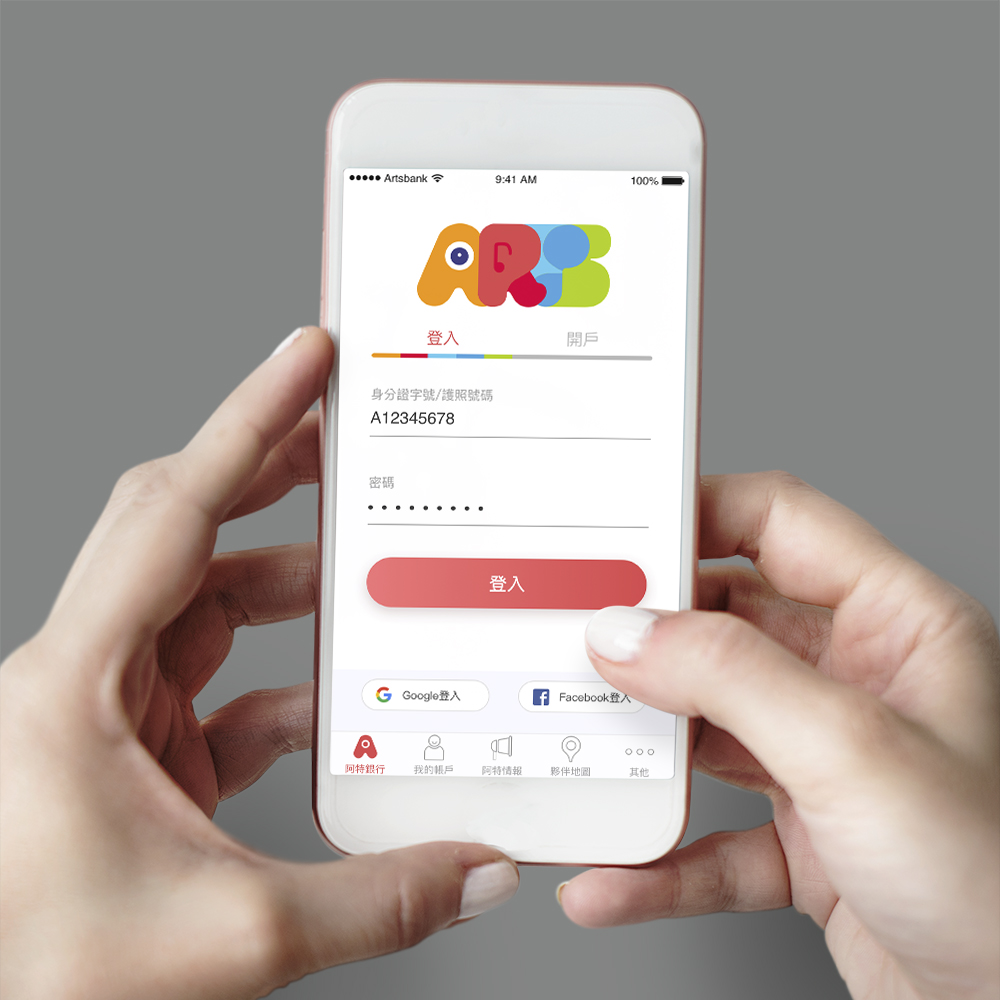 ●●●●● Artsbank 9:41 AM 100%
登入 開戶
身分證字號/護照號碼
A12345678
密碼
● ● ● ● ● ● ● ● ●
登入
Google登入 Facebook登入
阿特銀行 我的帳戶 阿特情報 夥伴地圖 其他